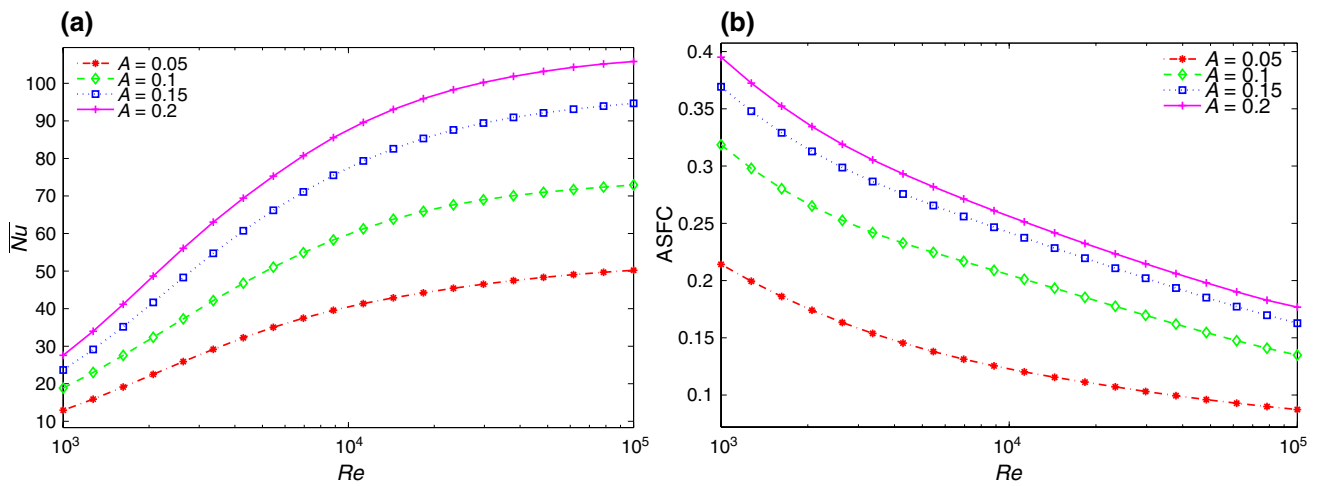 (a)
A = 0.05
A = 0.1
A = 0.15
A = 0.2
100
90
80
70
60
50
40
30
20
10
Nu
10³
10⁴
10⁵
Re
(b)
A = 0.05
A = 0.1
A = 0.15
A = 0.2
0.4
0.35
0.3
0.25
0.2
0.15
0.1
ASFC
10³
10⁴
10⁵
Re